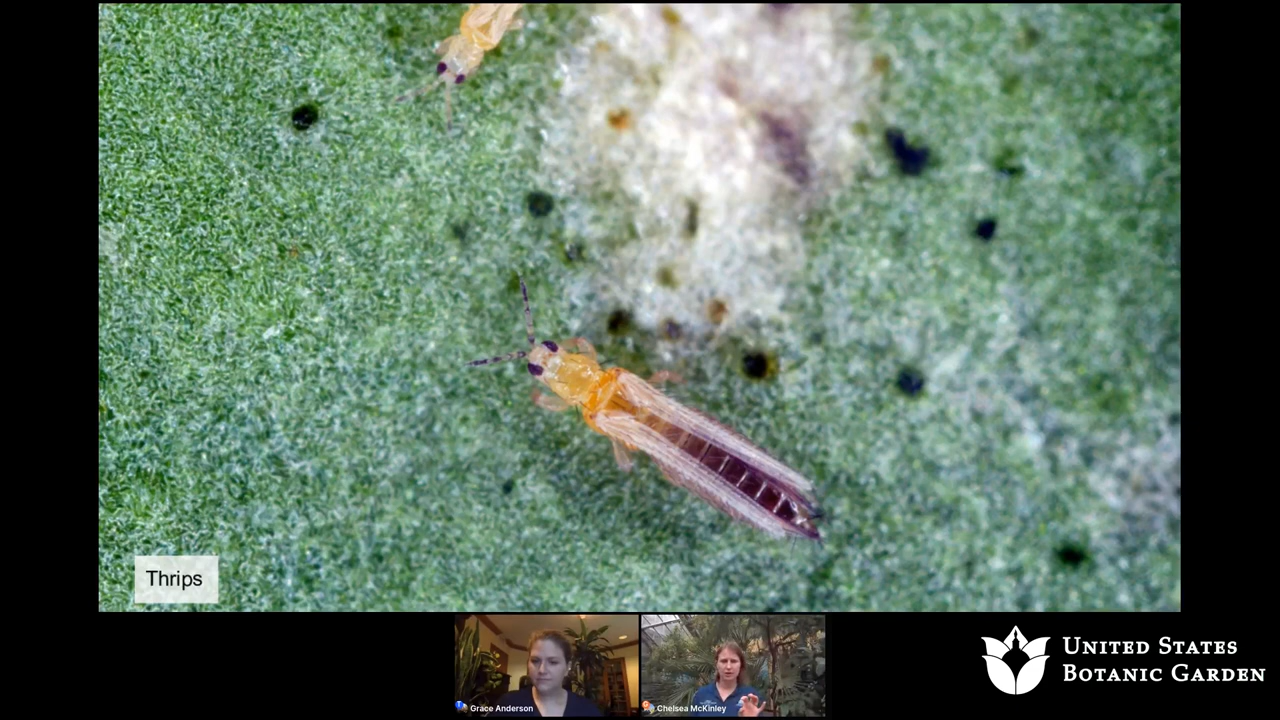 Thrips
Grace Anderson
Chelsea McKinley
UNITED STATES
BOTANIC GARDEN